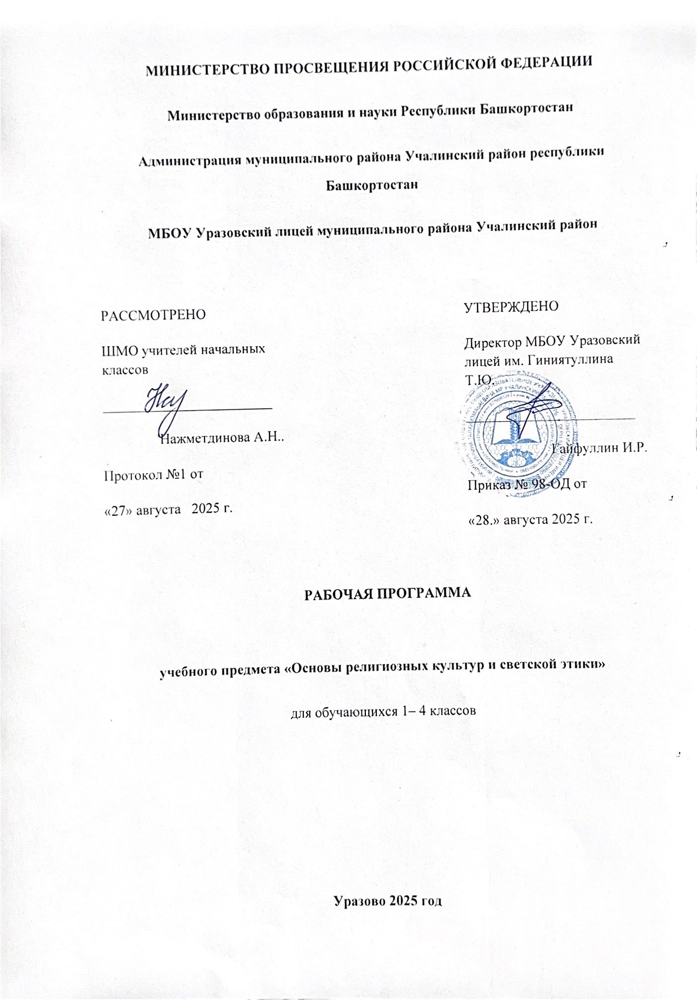 МИНИСТЕРСТВО ПРОСВЕЩЕНИЯ РОССИЙСКОЙ ФЕДЕРАЦИИ
Министерство образования и науки Республики Башкортостан
Администрация муниципального района Учалинский район республики
Башкортостан
МБОУ Уразовский лицей муниципального района Учалинский район
РАССМОТРЕНО
ШМО учителей начальных
классов
Нажметдинова А.Н..
Протокол №1 от
«27» августа 2025 г.
УТВЕРЖДЕНО
Директор МБОУ Уразовский
лицей им. Гиниятуллина
Т.Ю.
Гайфуллин И.Р.
Приказ № 98-ОД от
«28.» августа 2025 г.
РАБОЧАЯ ПРОГРАММА
учебного предмета «Основы религиозных культур и светской этики»
для обучающихся 1– 4 классов
Уразово 2025 год